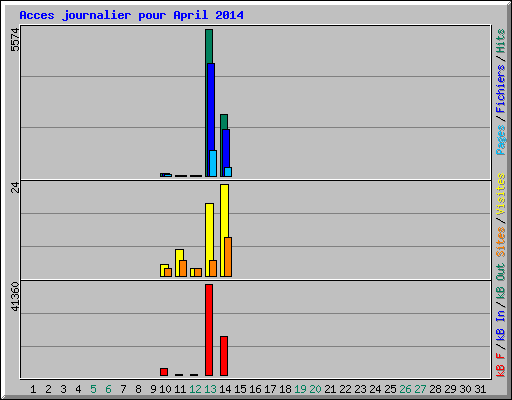 Acces journalier pour April 2014
5574
24
41360
Pages / Fichiers / Hits
Sites / Visites
kB F / kB In / kB Out
1 2 3 4 5 6 7 8 9 10 11 12 13 14 15 16 17 18 19 20 21 22 23 24 25 26 27 28 29 30 31